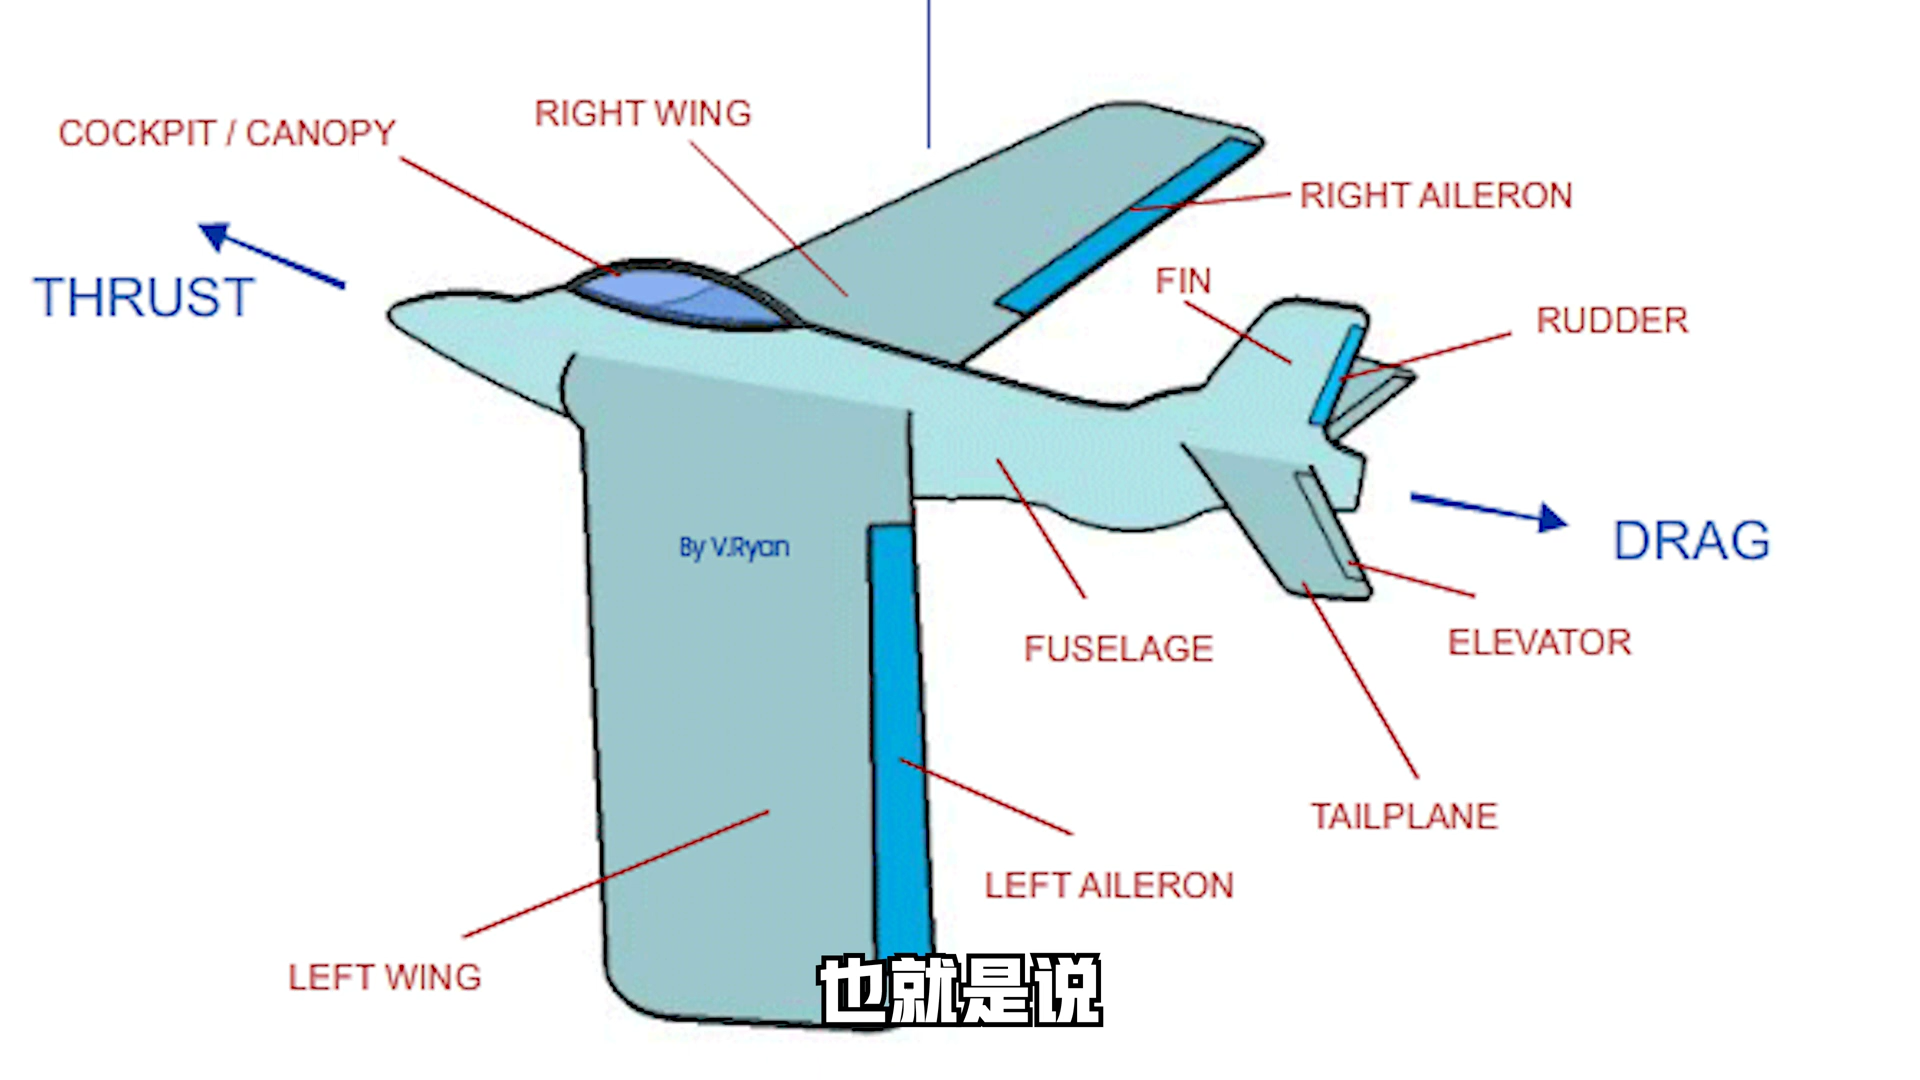 RIGHT WING
COCKPIT / CANOPY
RIGHT AILERON
THRUST
FIN
RUDDER
By V.Ryan
DRAG
FUSELAGE
ELEVATOR
TAILPLANE
LEFT AILERON
LEFT WING
也就是说